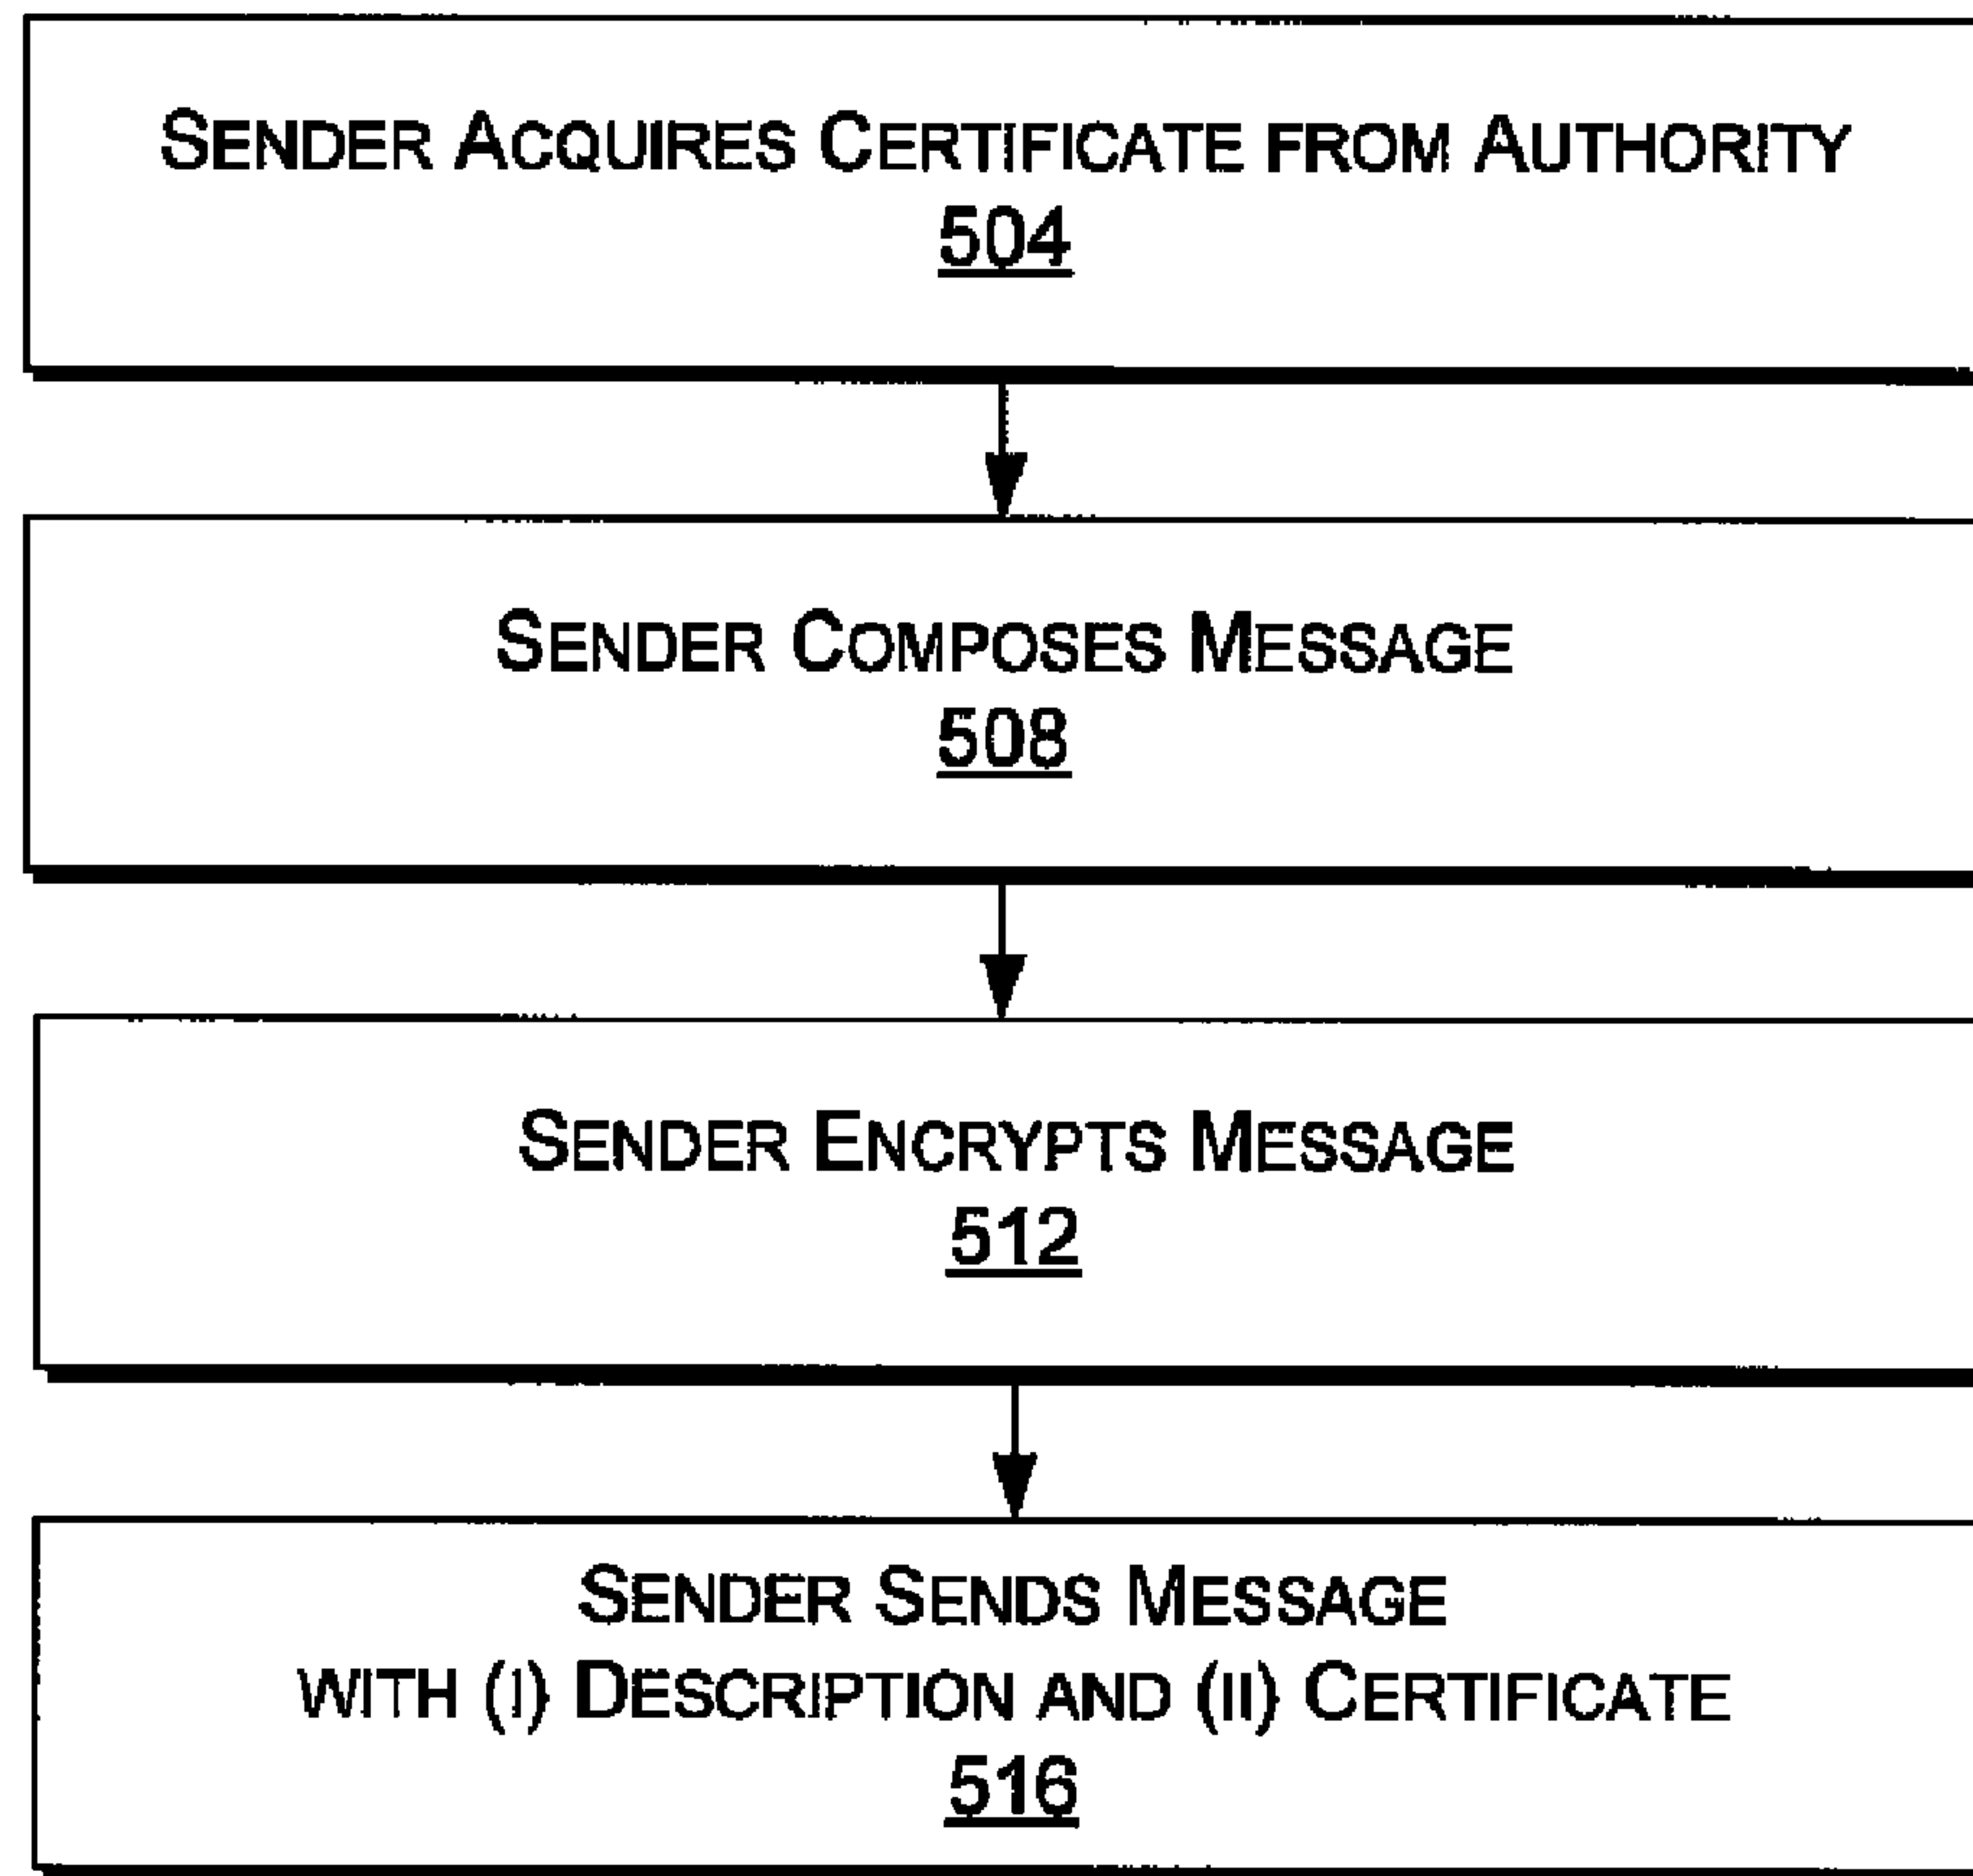 SENDER ACQUIRES CERTIFICATE FROM AUTHORITY
504
SENDER COMPOSES MESSAGE
508
SENDER ENCRYPTS MESSAGE
512
SENDER SENDS MESSAGE
WITH (I) DESCRIPTION AND (II) CERTIFICATE
516